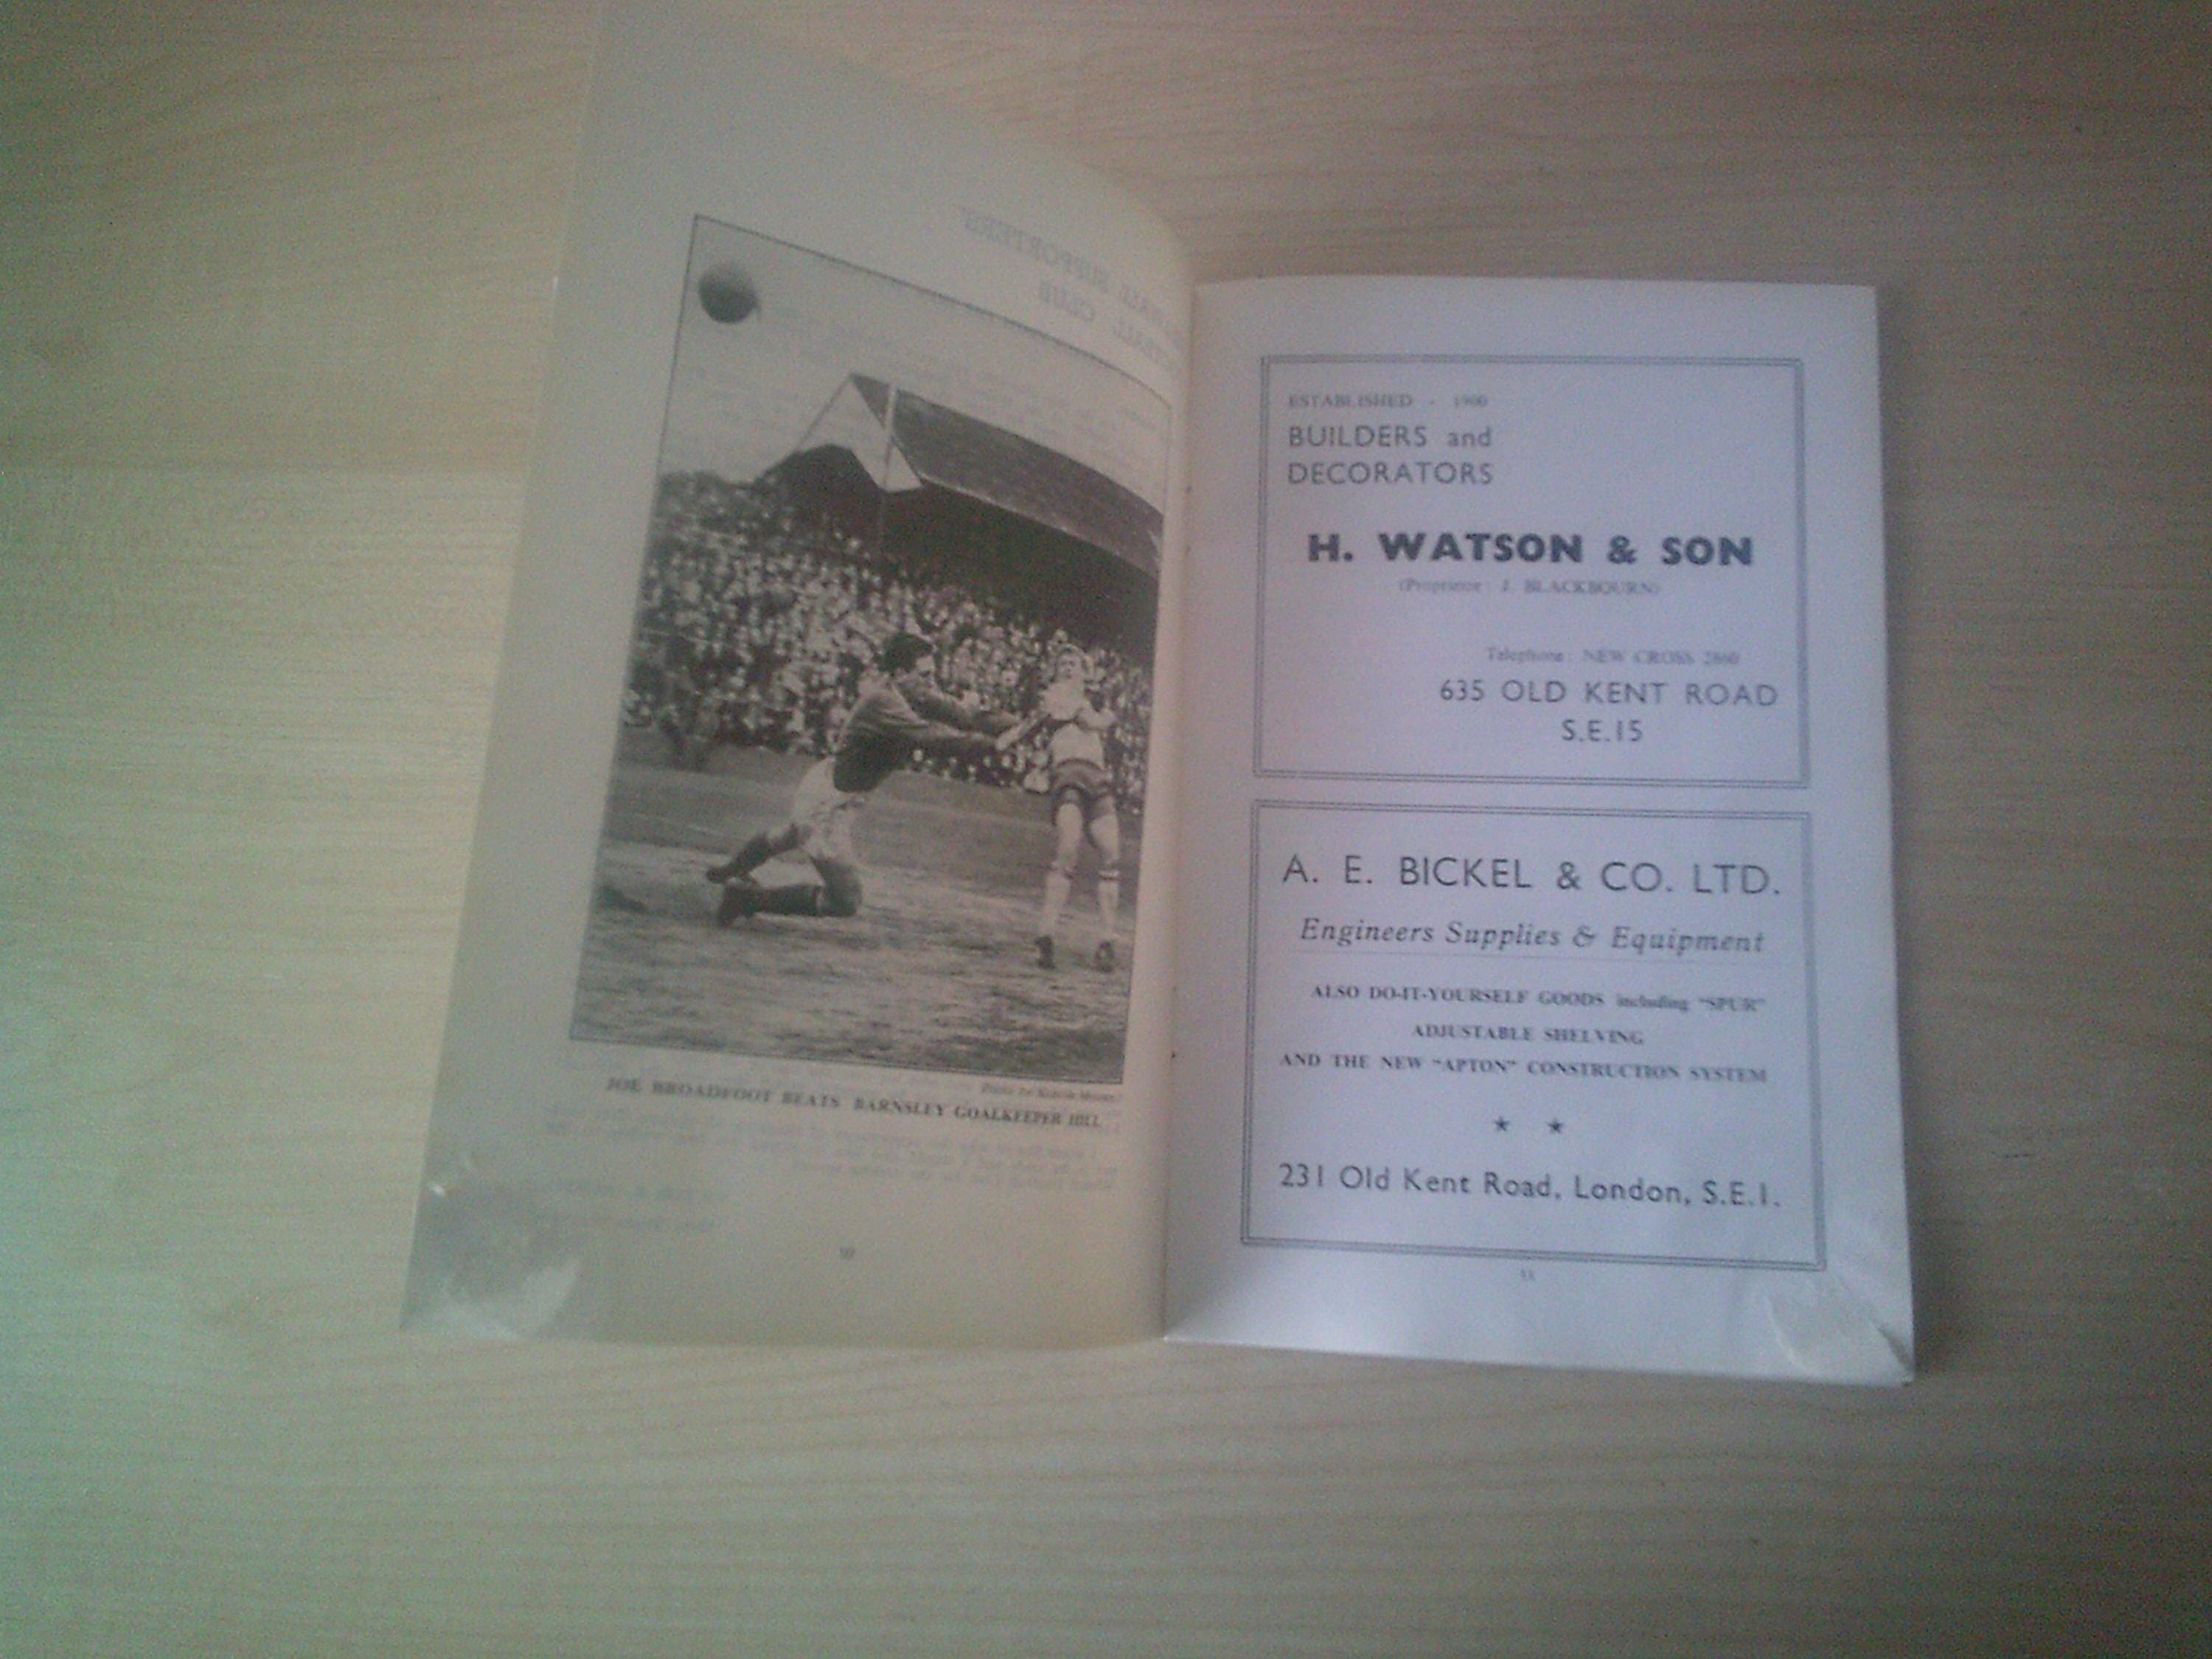 JOE BROADFOOT BEATS BARNSLEY GOALKEEPER HILL
10
ESTABLISHED - 1900
BUILDERS and
DECORATORS
H. WATSON & SON
(Proprietor: J. BLACKBOURN)
Telephone: NEW CROSS 2860
635 OLD KENT ROAD
S.E.15
A. E. BICKEL & CO. LTD.
Engineers Supplies & Equipment
ALSO DO-IT-YOURSELF GOODS including "SPUR"
ADJUSTABLE SHELVING
AND THE NEW "APTON" CONSTRUCTION SYSTEM
★ ★
231 Old Kent Road, London, S.E.1.
11